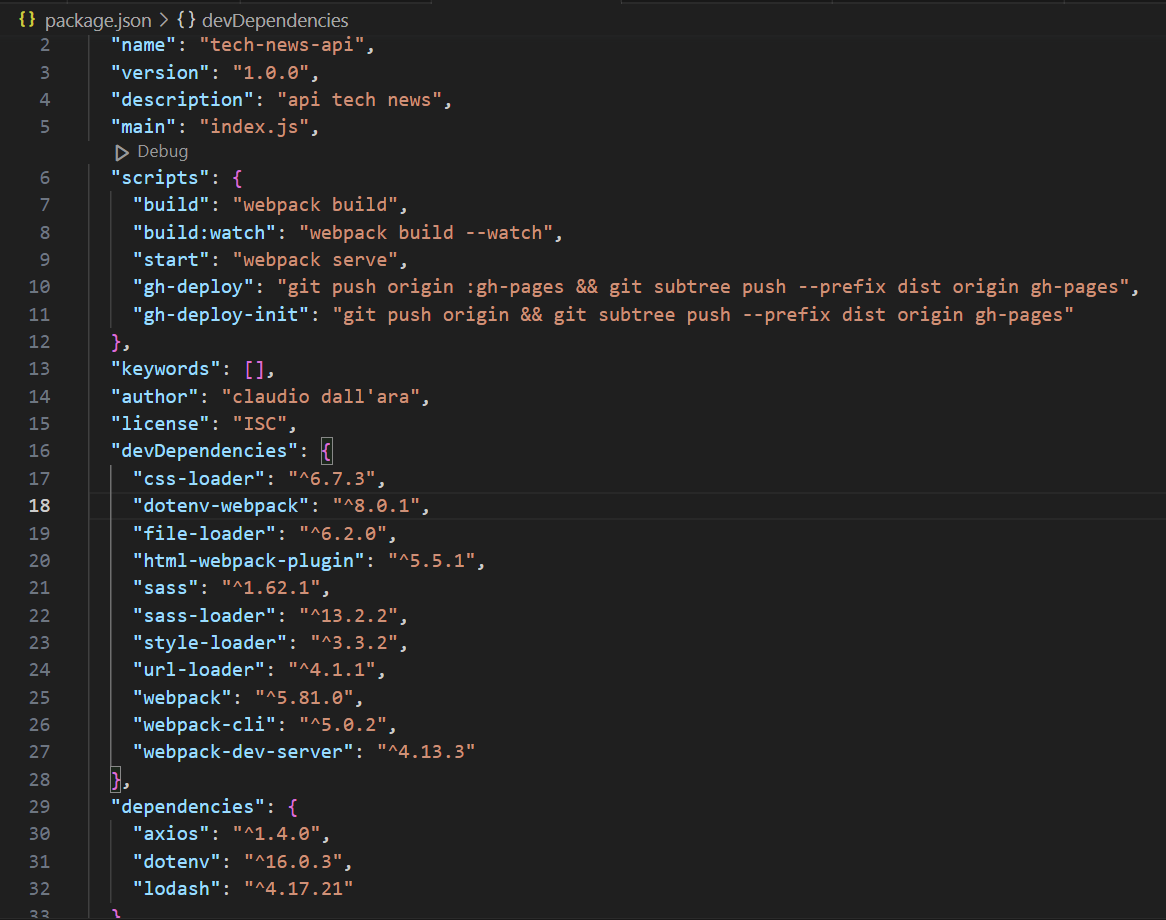 {} package.json > {} devDependencies
2 "name": "tech-news-api",
3 "version": "1.0.0",
4 "description": "api tech news",
5 "main": "index.js",
Debug
6 "scripts": {
7 "build": "webpack build",
8 "build:watch": "webpack build --watch",
9 "start": "webpack serve",
10 "gh-deploy": "git push origin :gh-pages && git subtree push --prefix dist origin gh-pages",
11 "gh-deploy-init": "git push origin && git subtree push --prefix dist origin gh-pages"
12 },
13 "keywords": [],
14 "author": "claudio dall'ara",
15 "license": "ISC",
16 "devDependencies": {
17 "css-loader": "^6.7.3",
18 "dotenv-webpack": "^8.0.1",
19 "file-loader": "^6.2.0",
20 "html-webpack-plugin": "^5.5.1",
21 "sass": "^1.62.1",
22 "sass-loader": "^13.2.2",
23 "style-loader": "^3.3.2",
24 "url-loader": "^4.1.1",
25 "webpack": "^5.81.0",
26 "webpack-cli": "^5.0.2",
27 "webpack-dev-server": "^4.13.3"
28 },
29 "dependencies": {
30 "axios": "^1.4.0",
31 "dotenv": "^16.0.3",
32 "lodash": "^4.17.21"
33 }